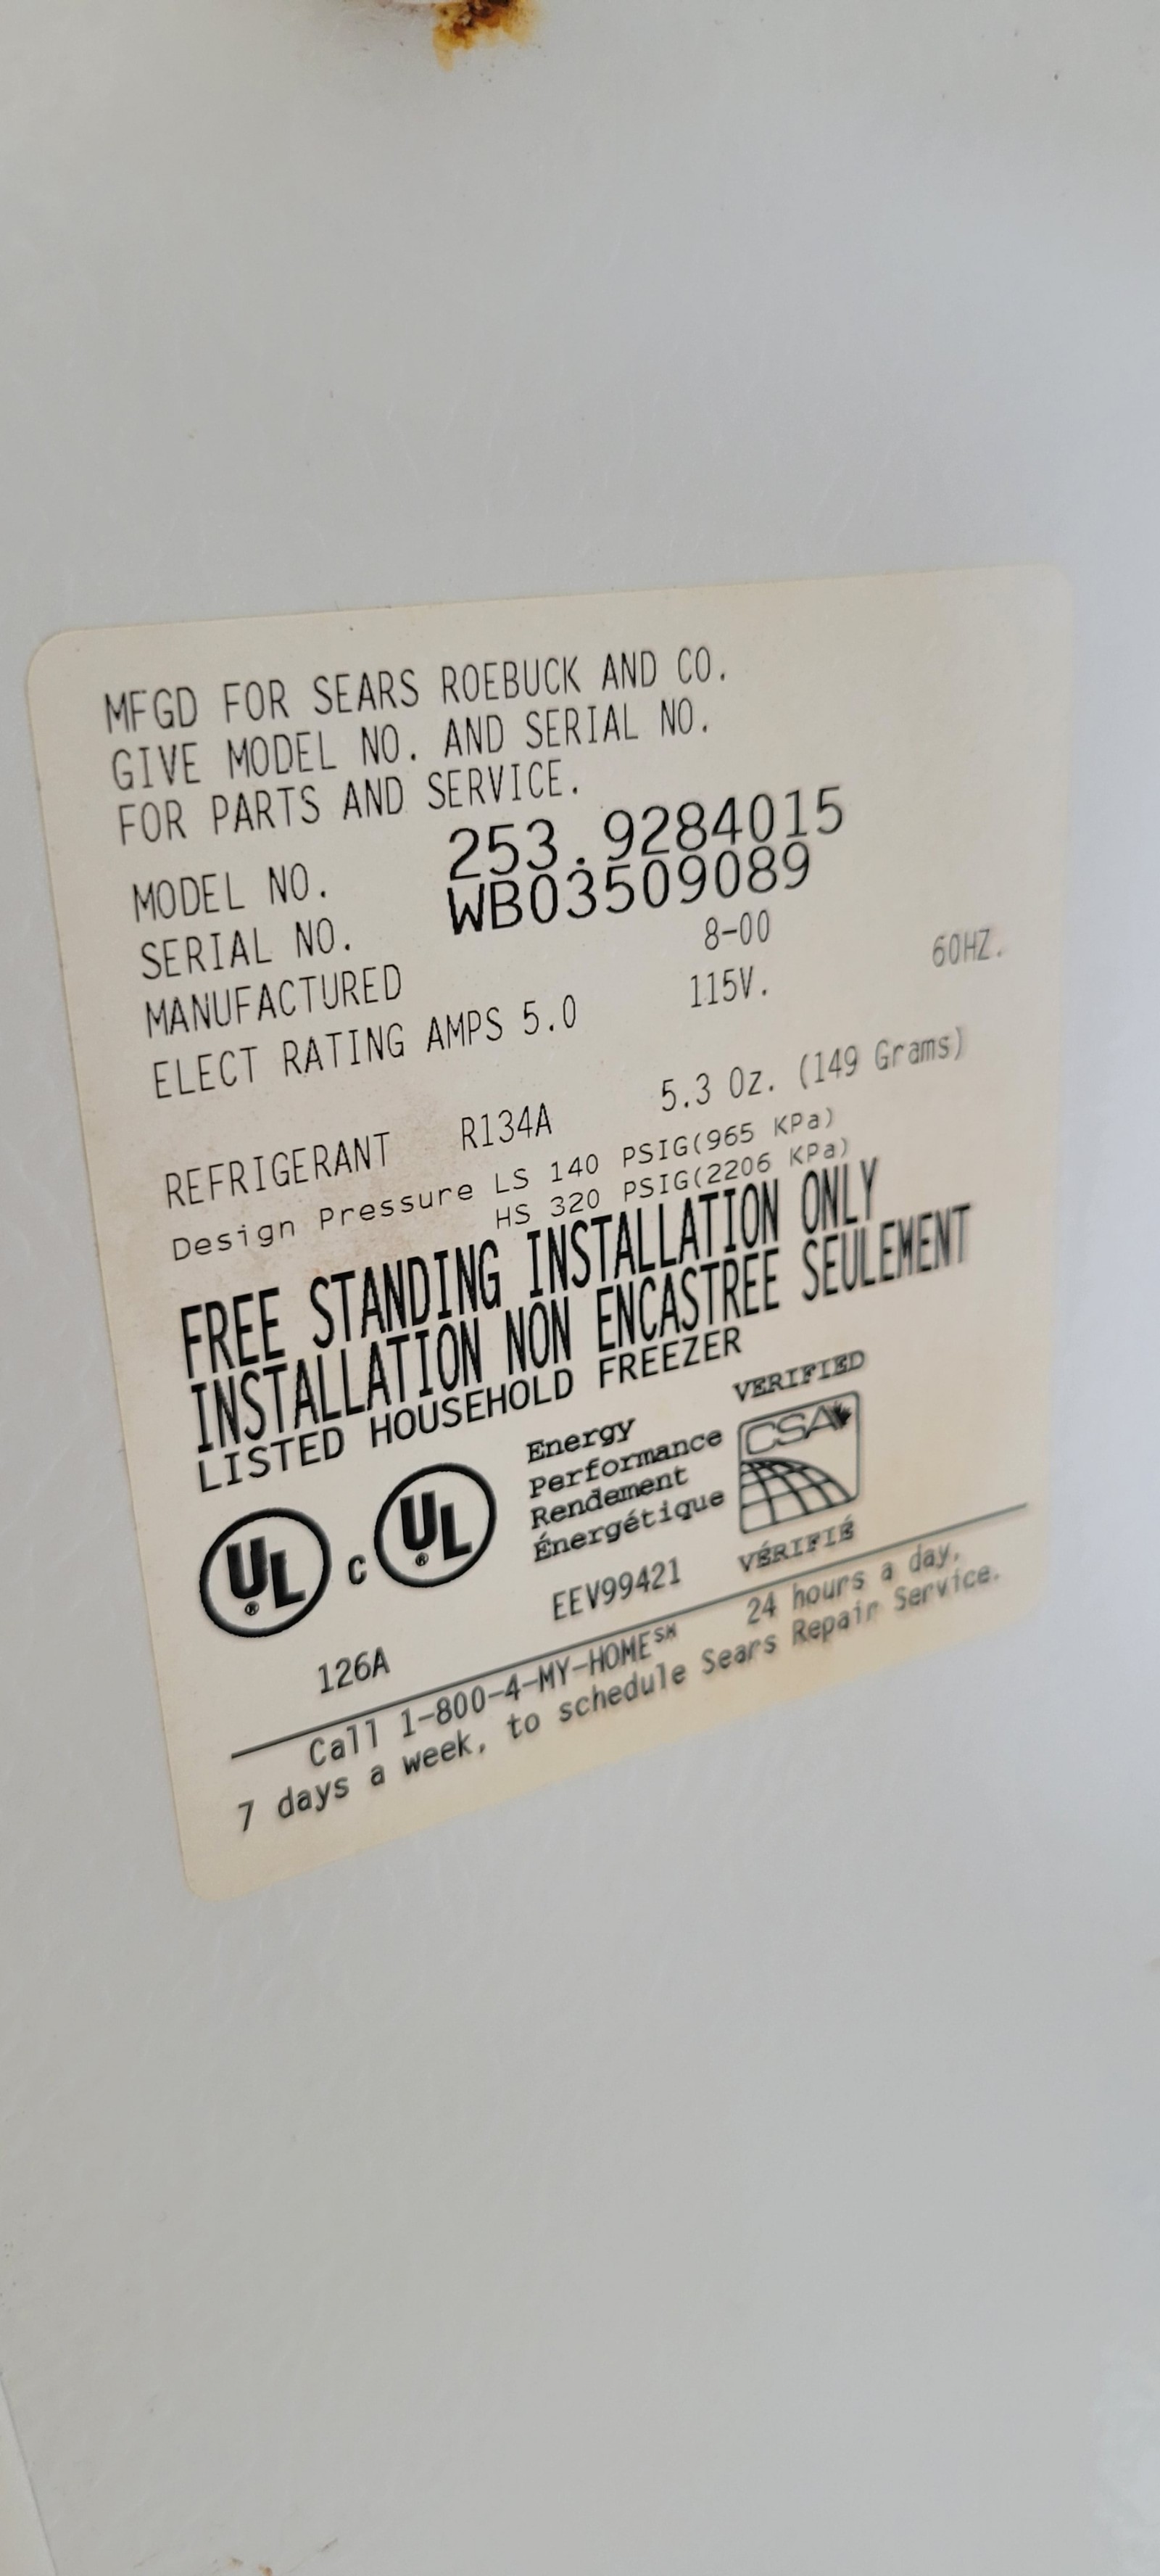 MFGD FOR SEARS ROEBUCK AND CO.
GIVE MODEL NO. AND SERIAL NO.
FOR PARTS AND SERVICE.
MODEL NO. 253.9284015
SERIAL NO. WB03509089
MANUFACTURED 8-00
ELECT RATING AMPS 5.0 115V. 60HZ.
REFRIGERANT R134A 5.3 Oz. (149 Grams)
Design Pressure LS 140 PSIG(965 KPa)
HS 320 PSIG(2206 KPa)
FREE STANDING INSTALLATION ONLY
INSTALLATION NON ENCASTREE SEULEMENT
LISTED HOUSEHOLD FREEZER
UL ® C UL ®
126A
Energy
Performance
Rendement
Énergétique
EEV99421
VERIFIED
CSA
VÉRIFIÉ
Call 1-800-4-MY-HOME℠ 24 hours a day,
7 days a week, to schedule Sears Repair Service.